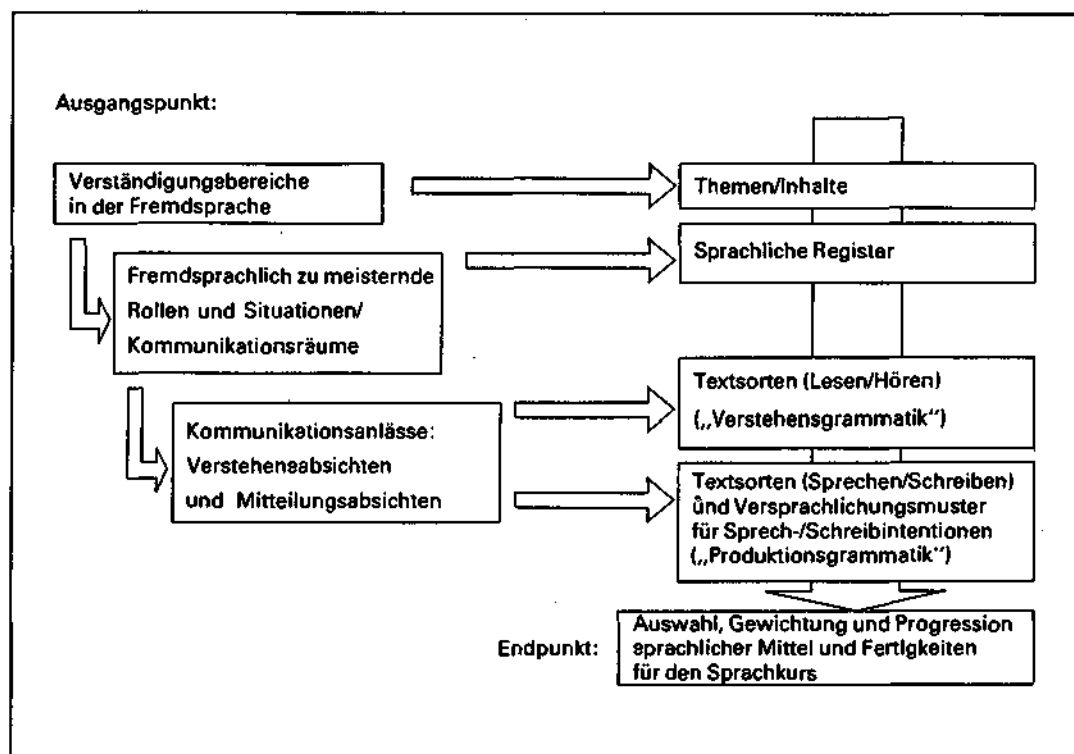 Ausgangspunkt:
Verständigungsbereiche
in der Fremdsprache
Themen/Inhalte
Fremdsprachlich zu meisternde
Rollen und Situationen/
Kommunikationsräume
Sprachliche Register
Kommunikationsanlässe:
Verstehensabsichten
und Mitteilungsabsichten
Textsorten (Lesen/Hören)
(„Verstehensgrammatik“)
Textsorten (Sprechen/Schreiben)
und Versprachlichungsmuster
für Sprech-/Schreibintentionen
(„Produktionsgrammatik“)
Endpunkt:
Auswahl, Gewichtung und Progression
sprachlicher Mittel und Fertigkeiten
für den Sprachkurs